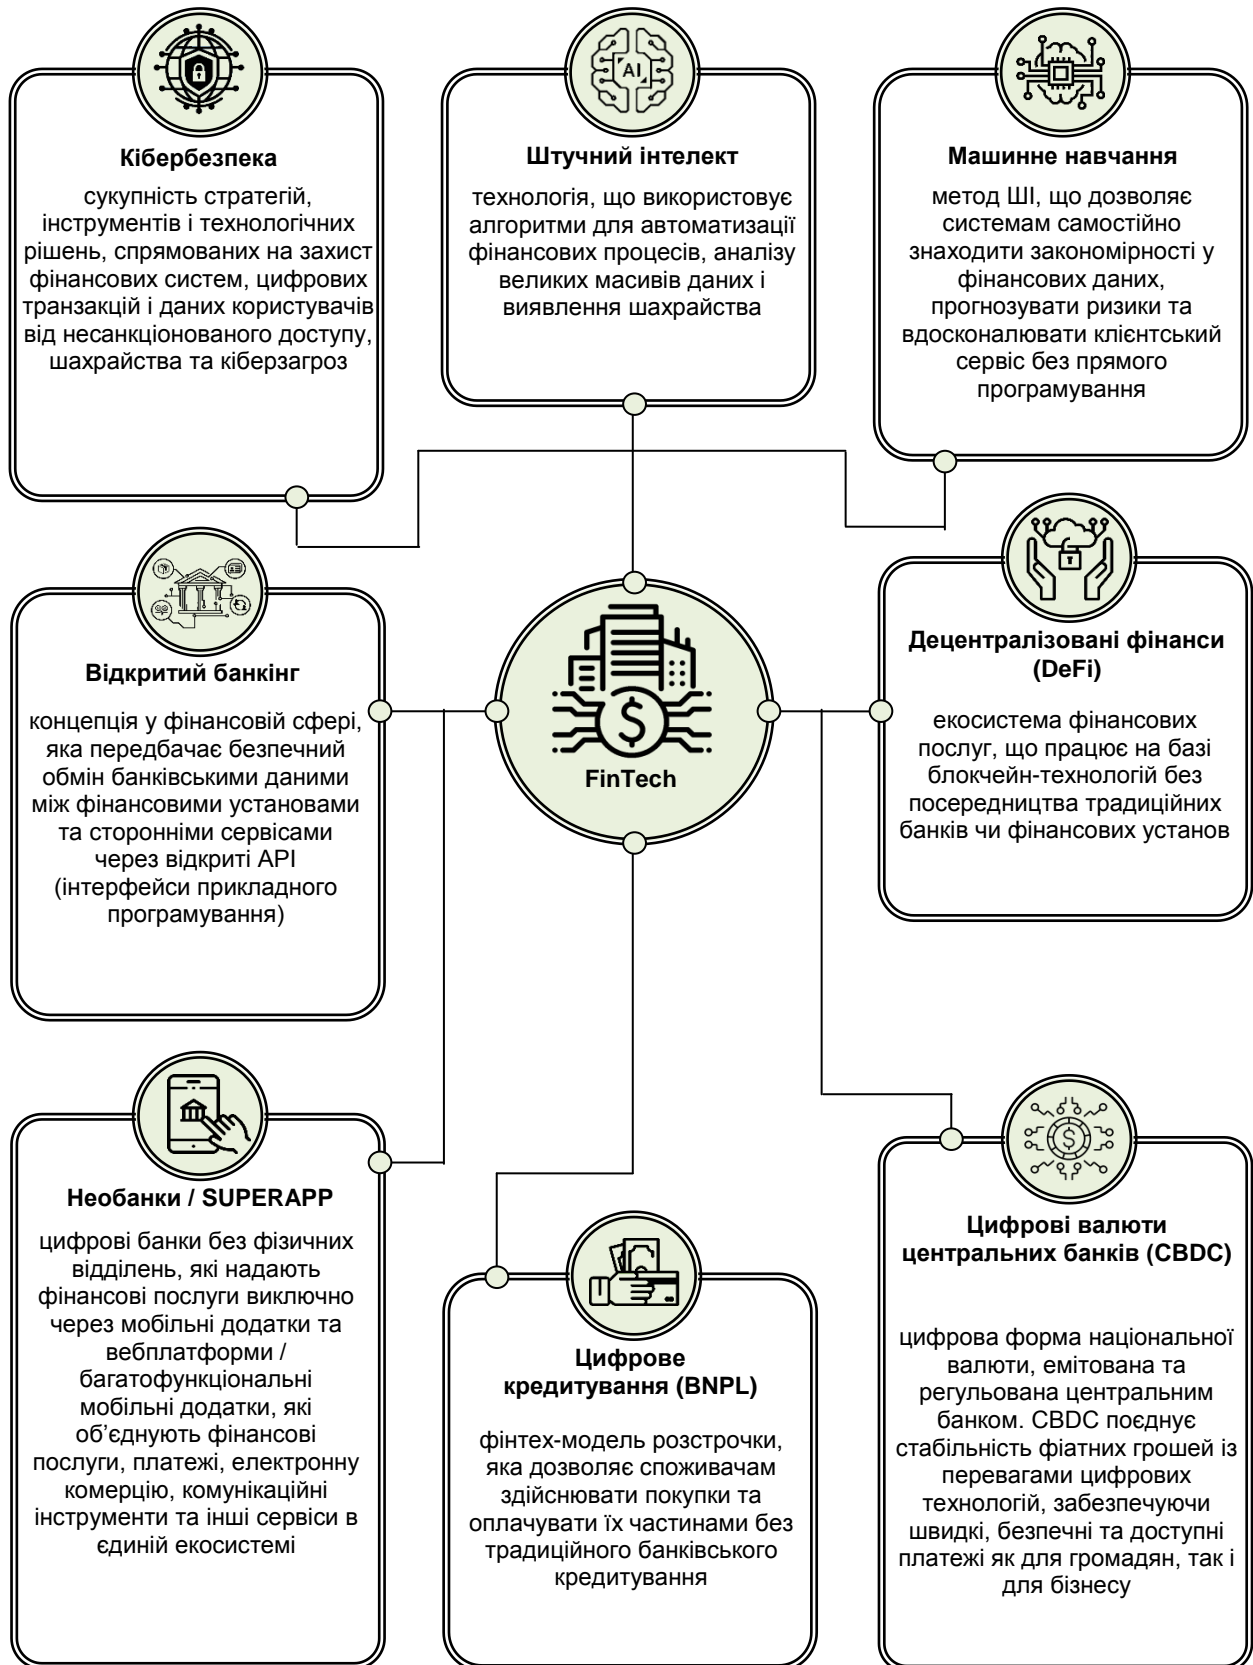 Кібербезпека
сукупність стратегій,
інструментів і технологічних
рішень, спрямованих на захист
фінансових систем, цифрових
транзакцій і даних користувачів
від несанкціонованого доступу,
шахрайства та кіберзагроз
AI
Штучний інтелект
технологія, що використовує
алгоритми для автоматизації
фінансових процесів, аналізу
великих масивів даних і
виявлення шахрайства
Машинне навчання
метод ШІ, що дозволяє
системам самостійно
знаходити закономірності у
фінансових даних,
прогнозувати ризики та
вдосконалювати клієнтський
сервіс без прямого
програмування
Відкритий банкінг
концепція у фінансовій сфері,
яка передбачає безпечний
обмін банківськими даними
між фінансовими установами
та сторонніми сервісами
через відкриті API
(інтерфейси прикладного
програмування)
$
FinTech
Децентралізовані фінанси
(DeFi)
екосистема фінансових
послуг, що працює на базі
блокчейн-технологій без
посередництва традиційних
банків чи фінансових установ
Необанки / SUPERAPP
цифрові банки без фізичних
відділень, які надають
фінансові послуги виключно
через мобільні додатки та
вебплатформи /
багатофункціональні
мобільні додатки, які
об’єднують фінансові
послуги, платежі, електронну
комерцію, комунікаційні
інструменти та інші сервіси в
єдиній екосистемі
Цифрове
кредитування (BNPL)
фінтех-модель розстрочки,
яка дозволяє споживачам
здійснювати покупки та
оплачувати їх частинами без
традиційного банківського
кредитування
$
Цифрові валюти
центральних банків (CBDC)
цифрова форма національної
валюти, емітована та
регульована центральним
банком. CBDC поєднує
стабільність фіатних грошей із
перевагами цифрових
технологій, забезпечуючи
швидкі, безпечні та доступні
платежі як для громадян, так і
для бізнесу